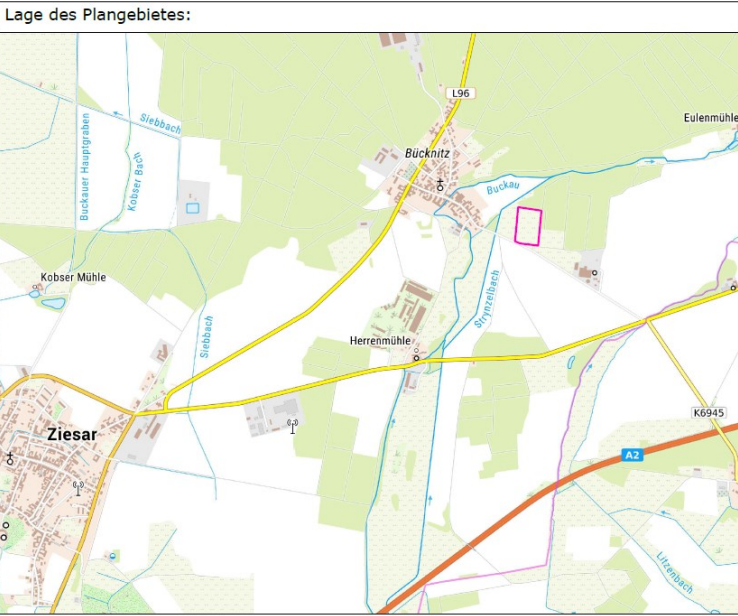 Lage des Plangebietes:
L96
Eulenmühle
Siebbach
Buckauer Hauptgraben
Kobser Bach
Bücknitz
Buckau
Kobser Mühle
Strynzelbach
Siebbach
Herrenmühle
K6945
Ziesar
A2
Litzenbach